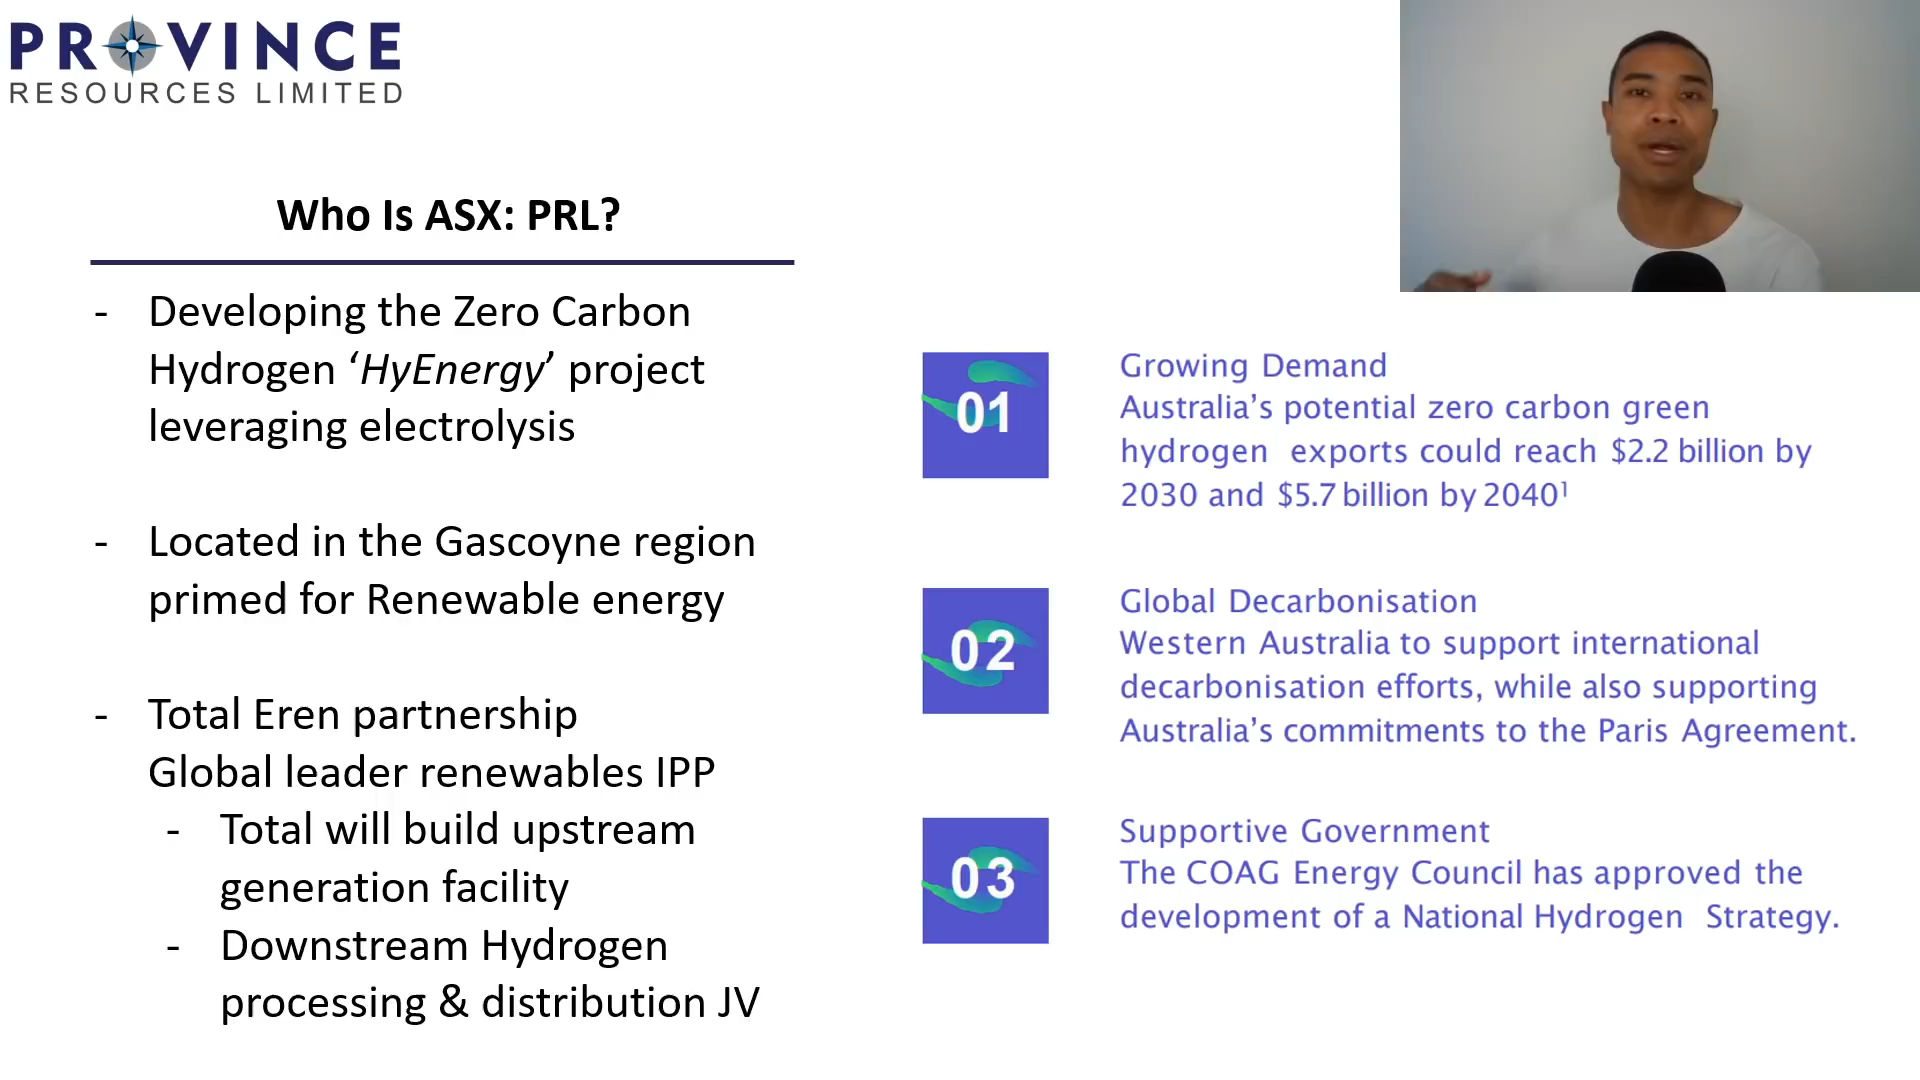 PROVINCE
RESOURCES LIMITED
Who Is ASX: PRL?
- Developing the Zero Carbon
Hydrogen ‘HyEnergy’ project
leveraging electrolysis
- Located in the Gascoyne region
primed for Renewable energy
- Total Eren partnership
Global leader renewables IPP
- Total will build upstream
generation facility
- Downstream Hydrogen
processing & distribution JV
01
Growing Demand
Australia’s potential zero carbon green
hydrogen exports could reach $2.2 billion by
2030 and $5.7 billion by 2040¹
02
Global Decarbonisation
Western Australia to support international
decarbonisation efforts, while also supporting
Australia’s commitments to the Paris Agreement.
03
Supportive Government
The COAG Energy Council has approved the
development of a National Hydrogen Strategy.